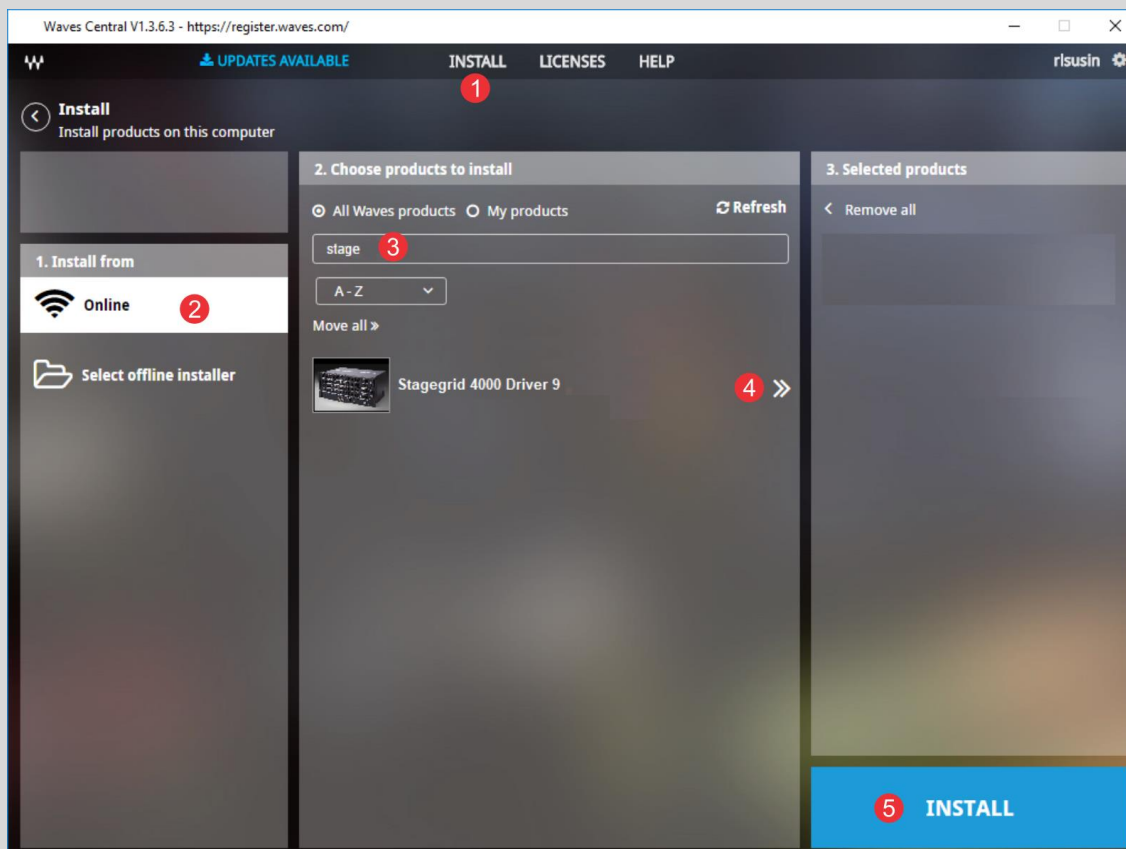 Waves Central V1.3.6.3 - https://register.waves.com/
UPDATES AVAILABLE
INSTALL
LICENSES
HELP
rlsusin
1
Install
Install products on this computer
1. Install from
Online
2
Select offline installer
2. Choose products to install
All Waves products
My products
Refresh
stage
3
A - Z
Move all »
Stagegrid 4000 Driver 9
4
3. Selected products
Remove all
5
INSTALL